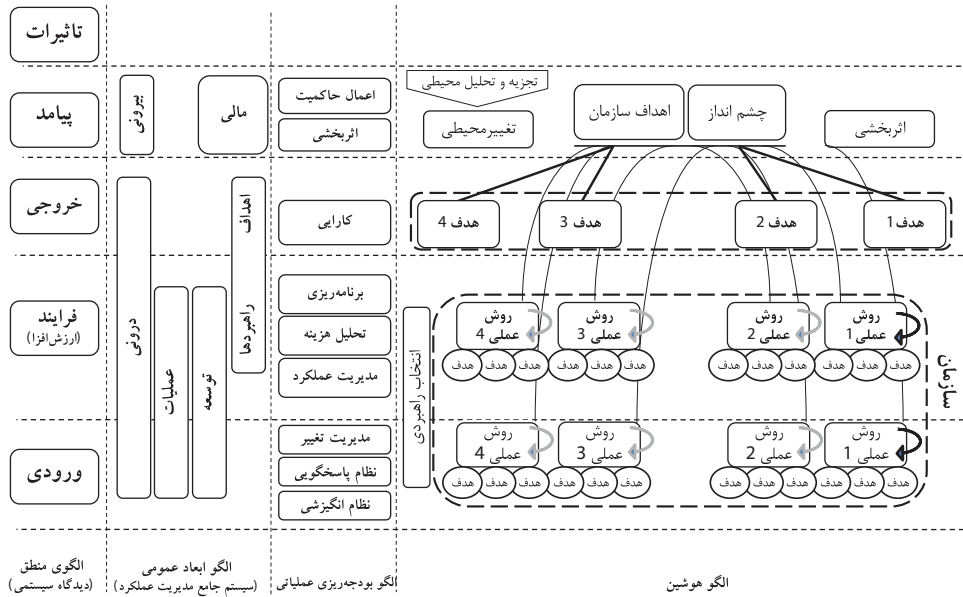 تاثیرات
پیامد
خروجی
فرایند
(ارزش‌افزا)
ورودی
الگوی منطق
(دیدگاه سیستمی)
بیرونی
مالی
درونی
عملیات
توسعه
اهداف
راهبردها
الگو ابعاد عمومی
(سیستم جامع مدیریت عملکرد)
اعمال حاکمیت
اثربخشی
کارایی
برنامه‌ریزی
تحلیل هزینه
مدیریت عملکرد
مدیریت تغییر
نظام پاسخگویی
نظام انگیزشی
الگو بودجه‌ریزی عملیاتی
تجزیه و تحلیل محیطی
تغییرمحیطی
اهداف سازمان
چشم انداز
اثربخشی
هدف 1
هدف 2
هدف 3
هدف 4
انتخاب راهبردی
سازمان
روش
عملی 1
روش
عملی 2
روش
عملی 3
روش
عملی 4
هدف هدف هدف هدف هدف هدف هدف هدف هدف هدف هدف هدف
روش
عملی 1
روش
عملی 2
روش
عملی 3
روش
عملی 4
هدف هدف هدف هدف هدف هدف هدف هدف هدف هدف هدف هدف
الگو هوشین